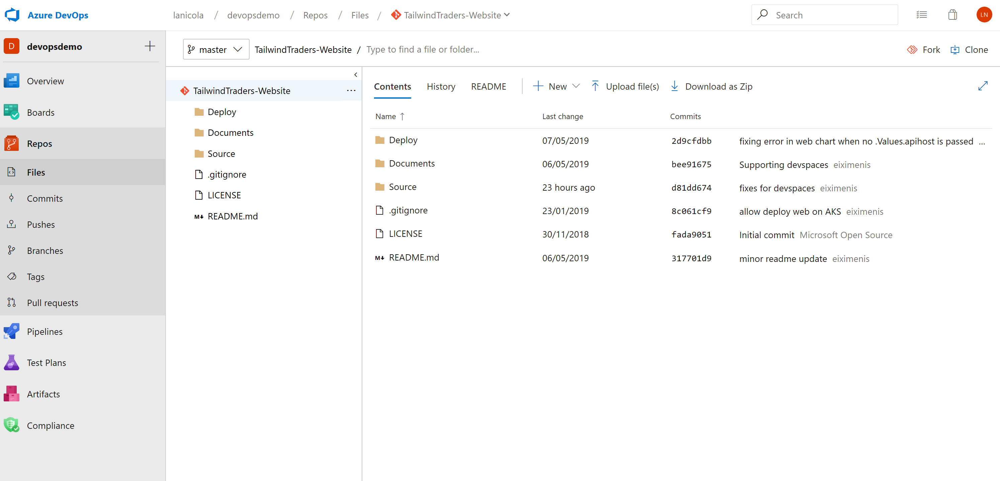 Azure DevOps
lanicola / devopsdemo / Repos / Files / TailwindTraders-Website
Search
LN
D devopsdemo
Overview
Boards
Repos
Files
Commits
Pushes
Branches
Tags
Pull requests
Pipelines
Test Plans
Artifacts
Compliance
master TailwindTraders-Website / Type to find a file or folder...
Fork Clone
TailwindTraders-Website ...
Deploy
Documents
Source
.gitignore
LICENSE
M README.md
Contents History README New Upload file(s) Download as Zip
Name Last change Commits
Deploy 07/05/2019 2d9cfdbb fixing error in web chart when no .Values.apihost is passed ...
Documents 06/05/2019 bee91675 Supporting devspaces eiximenis
Source 23 hours ago d81dd674 fixes for devspaces eiximenis
.gitignore 23/01/2019 8c061cf9 allow deploy web on AKS eiximenis
LICENSE 30/11/2018 fada9051 Initial commit Microsoft Open Source
M README.md 06/05/2019 317701d9 minor readme update eiximenis